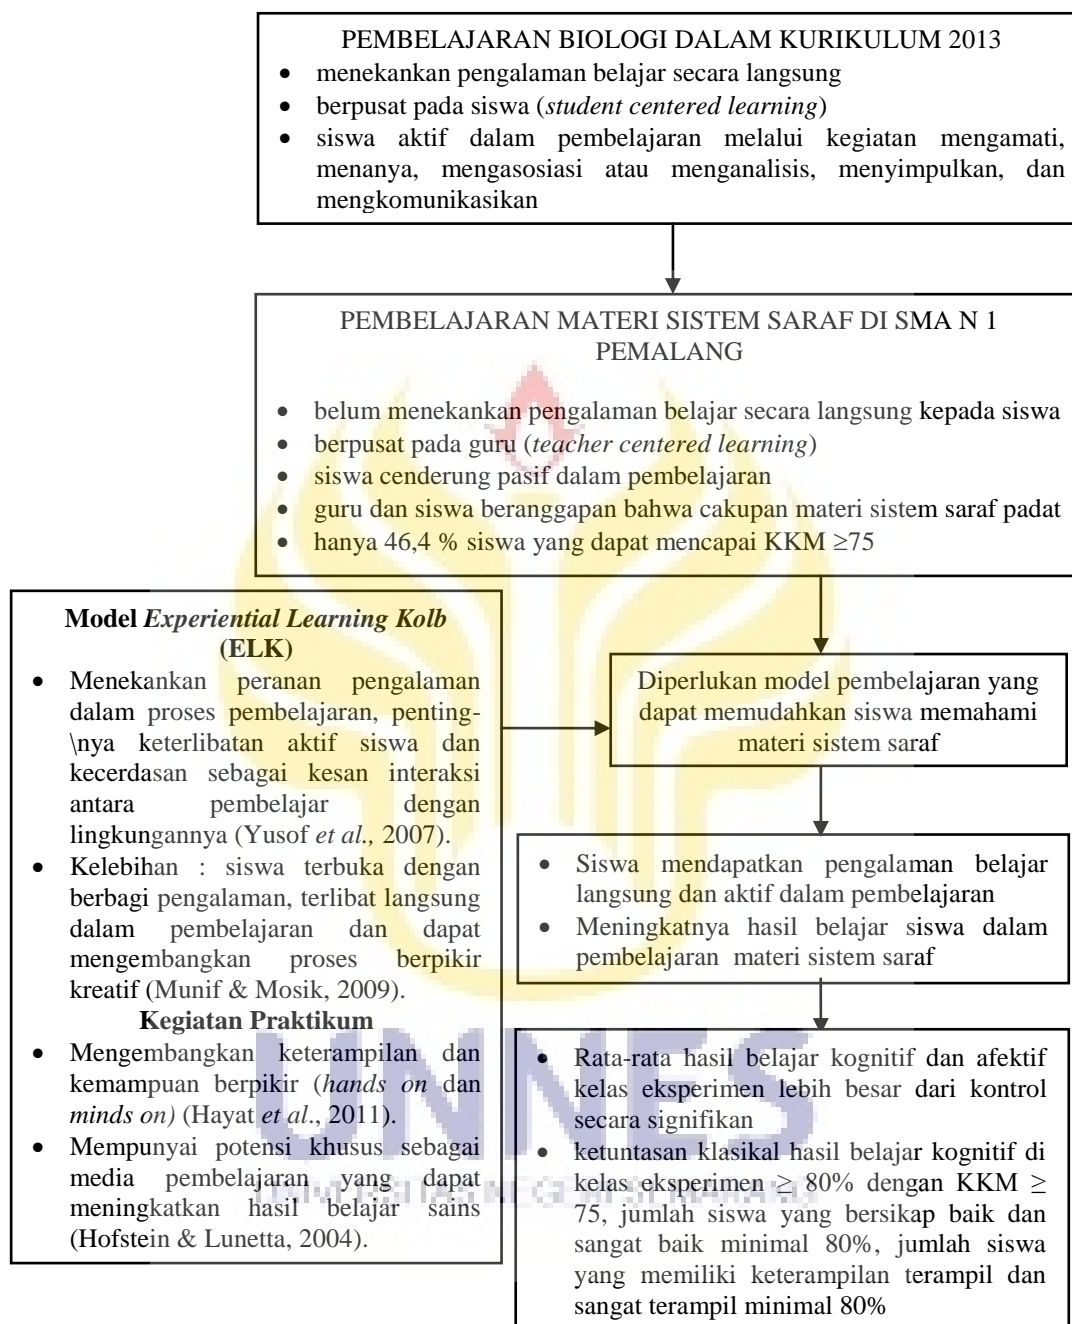 PEMBELAJARAN BIOLOGI DALAM KURIKULUM 2013
• menekankan pengalaman belajar secara langsung
• berpusat pada siswa (student centered learning)
• siswa aktif dalam pembelajaran melalui kegiatan mengamati,
menanya, mengasosiasi atau menganalisis, menyimpulkan, dan
mengkomunikasikan
PEMBELAJARAN MATERI SISTEM SARAF DI SMA N 1
PEMALANG
• belum menekankan pengalaman belajar secara langsung kepada siswa
• berpusat pada guru (teacher centered learning)
• siswa cenderung pasif dalam pembelajaran
• guru dan siswa beranggapan bahwa cakupan materi sistem saraf padat
• hanya 46,4 % siswa yang dapat mencapai KKM ≥75
Model Experiential Learning Kolb
(ELK)
• Menekankan peranan pengalaman
dalam proses pembelajaran, penting-
\nya keterlibatan aktif siswa dan
kecerdasan sebagai kesan interaksi
antara pembelajar dengan
lingkungannya (Yusof et al., 2007).
• Kelebihan : siswa terbuka dengan
berbagi pengalaman, terlibat langsung
dalam pembelajaran dan dapat
mengembangkan proses berpikir
kreatif (Munif & Mosik, 2009).
Kegiatan Praktikum
• Mengembangkan keterampilan dan
kemampuan berpikir (hands on dan
minds on) (Hayat et al., 2011).
• Mempunyai potensi khusus sebagai
media pembelajaran yang dapat
meningkatkan hasil belajar sains
(Hofstein & Lunetta, 2004).
Diperlukan model pembelajaran yang
dapat memudahkan siswa memahami
materi sistem saraf
• Siswa mendapatkan pengalaman belajar
langsung dan aktif dalam pembelajaran
• Meningkatnya hasil belajar siswa dalam
pembelajaran materi sistem saraf
• Rata-rata hasil belajar kognitif dan afektif
kelas eksperimen lebih besar dari kontrol
secara signifikan
• ketuntasan klasikal hasil belajar kognitif di
kelas eksperimen ≥ 80% dengan KKM ≥
75, jumlah siswa yang bersikap baik dan
sangat baik minimal 80%, jumlah siswa
yang memiliki keterampilan terampil dan
sangat terampil minimal 80%
UNNES
UNIVERSITAS NEGERI SEMARANG